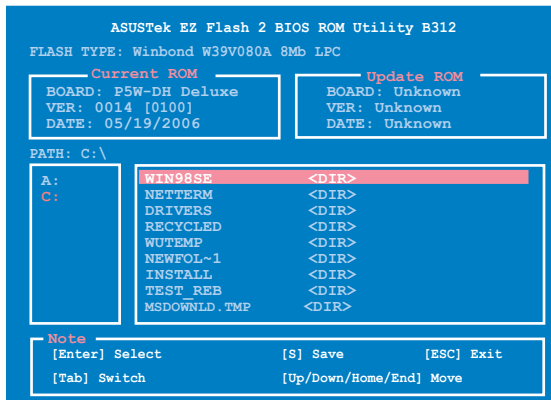 ASUSTek EZ Flash 2 BIOS ROM Utility B312
FLASH TYPE: Winbond W39V080A 8Mb LPC
Current ROM
BOARD: P5W-DH Deluxe
VER: 0014 [0100]
DATE: 05/19/2006
Update ROM
BOARD: Unknown
VER: Unknown
DATE: Unknown
PATH: C:\
A:
C:
WIN98SE <DIR>
NETTERM <DIR>
DRIVERS <DIR>
RECYCLED <DIR>
WUTEMP <DIR>
NEWFOL~1 <DIR>
INSTALL <DIR>
TEST_REB <DIR>
MSDOWNLD.TMP <DIR>
Note
[Enter] Select [S] Save [ESC] Exit
[Tab] Switch [Up/Down/Home/End] Move